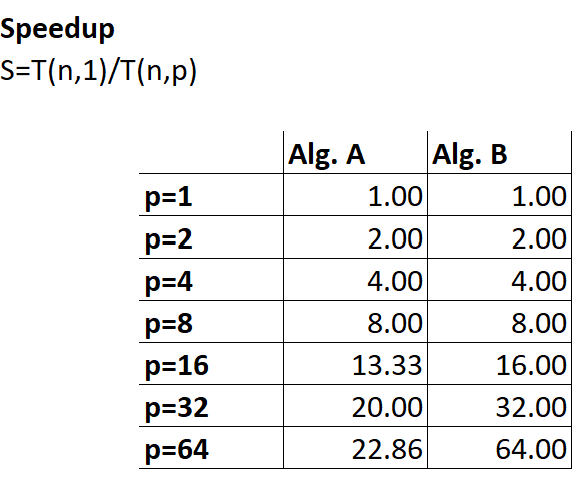 Speedup
S=T(n,1)/T(n,p)
Alg. A Alg. B
p=1 1.00 1.00
p=2 2.00 2.00
p=4 4.00 4.00
p=8 8.00 8.00
p=16 13.33 16.00
p=32 20.00 32.00
p=64 22.86 64.00